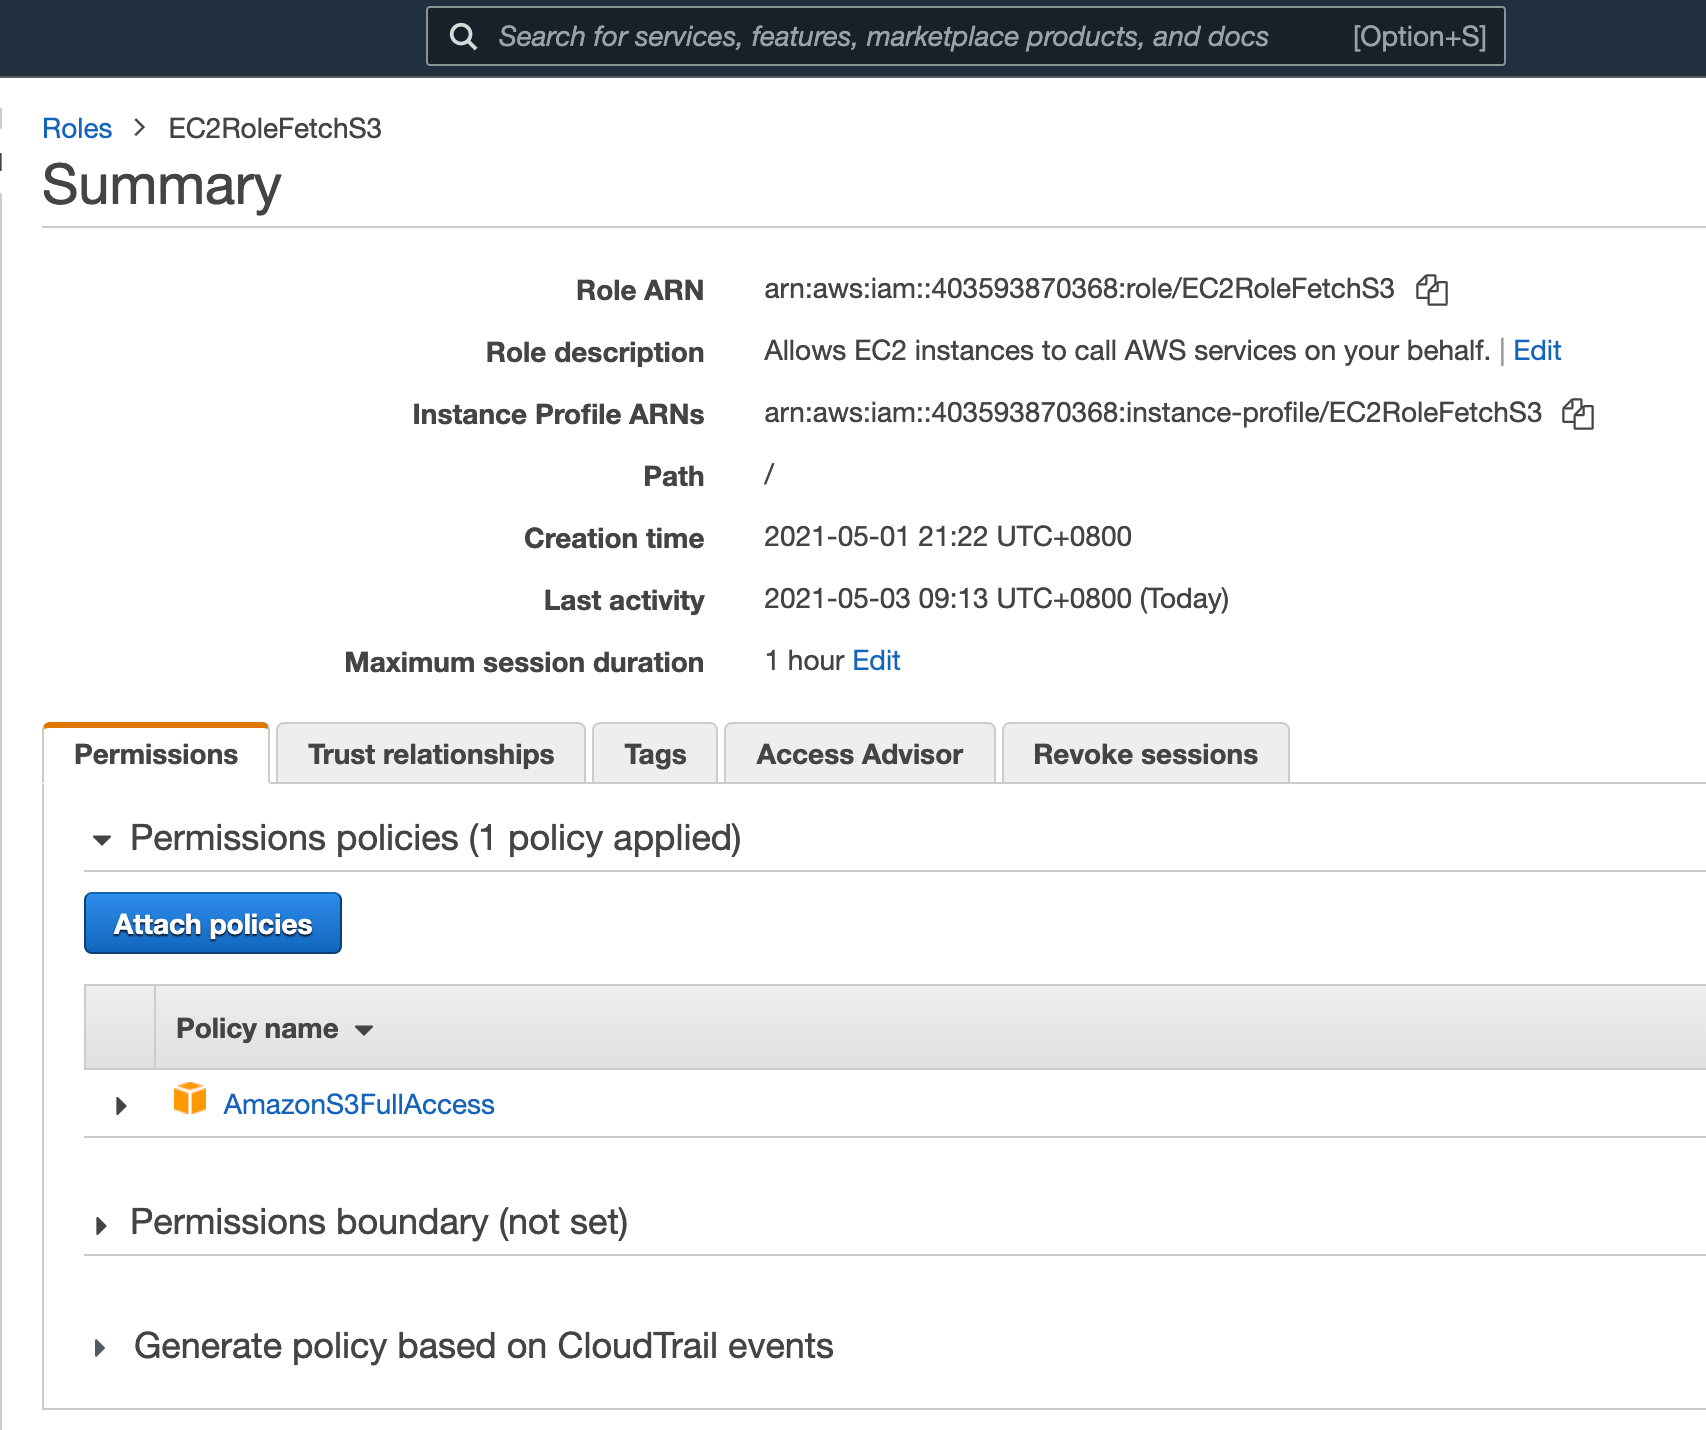 Search for services, features, marketplace products, and docs [Option+S]
Roles > EC2RoleFetchS3
Summary
Role ARN arn:aws:iam::403593870368:role/EC2RoleFetchS3
Role description Allows EC2 instances to call AWS services on your behalf. | Edit
Instance Profile ARNs arn:aws:iam::403593870368:instance-profile/EC2RoleFetchS3
Path /
Creation time 2021-05-01 21:22 UTC+0800
Last activity 2021-05-03 09:13 UTC+0800 (Today)
Maximum session duration 1 hour Edit
Permissions Trust relationships Tags Access Advisor Revoke sessions
Permissions policies (1 policy applied)
Attach policies
Policy name
AmazonS3FullAccess
Permissions boundary (not set)
Generate policy based on CloudTrail events